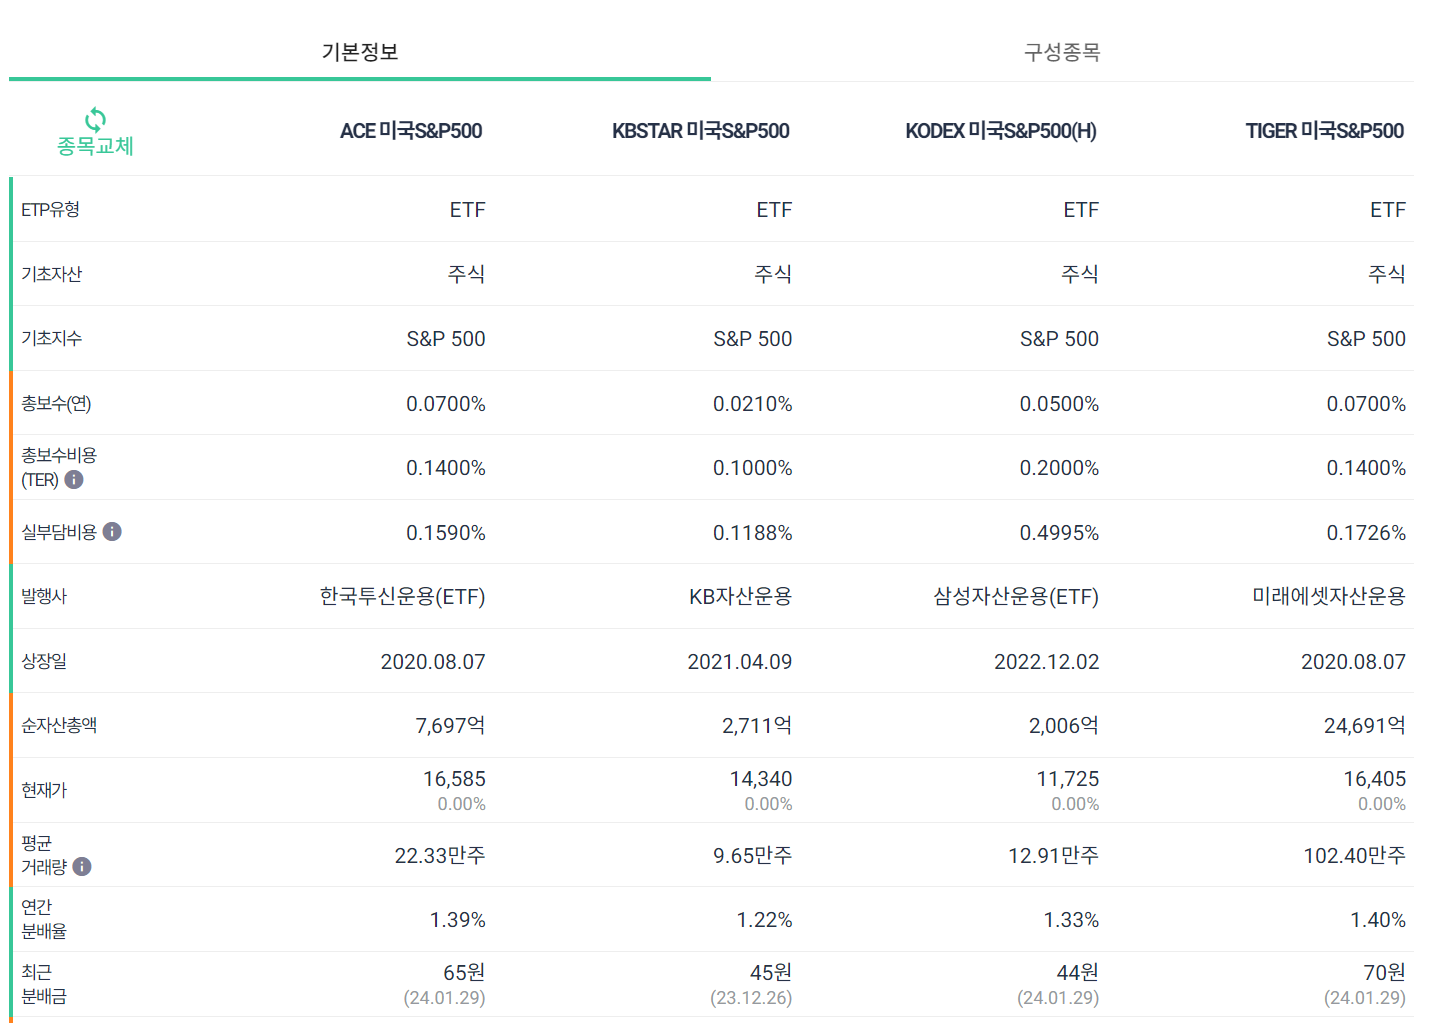 기본정보 구성종목
종목교체 ACE 미국S&P500 KBSTAR 미국S&P500 KODEX 미국S&P500(H) TIGER 미국S&P500
ETP유형 ETF ETF ETF ETF
기초자산 주식 주식 주식 주식
기초지수 S&P 500 S&P 500 S&P 500 S&P 500
총보수(연) 0.0700% 0.0210% 0.0500% 0.0700%
총보수비용
(TER) 0.1400% 0.1000% 0.2000% 0.1400%
실부담비용 0.1590% 0.1188% 0.4995% 0.1726%
발행사 한국투신운용(ETF) KB자산운용 삼성자산운용(ETF) 미래에셋자산운용
상장일 2020.08.07 2021.04.09 2022.12.02 2020.08.07
순자산총액 7,697억 2,711억 2,006억 24,691억
현재가 16,585 14,340 11,725 16,405
0.00% 0.00% 0.00% 0.00%
평균
거래량 22.33만주 9.65만주 12.91만주 102.40만주
연간
분배율 1.39% 1.22% 1.33% 1.40%
최근 65원 45원 44원 70원
분배금 (24.01.29) (23.12.26) (24.01.29) (24.01.29)